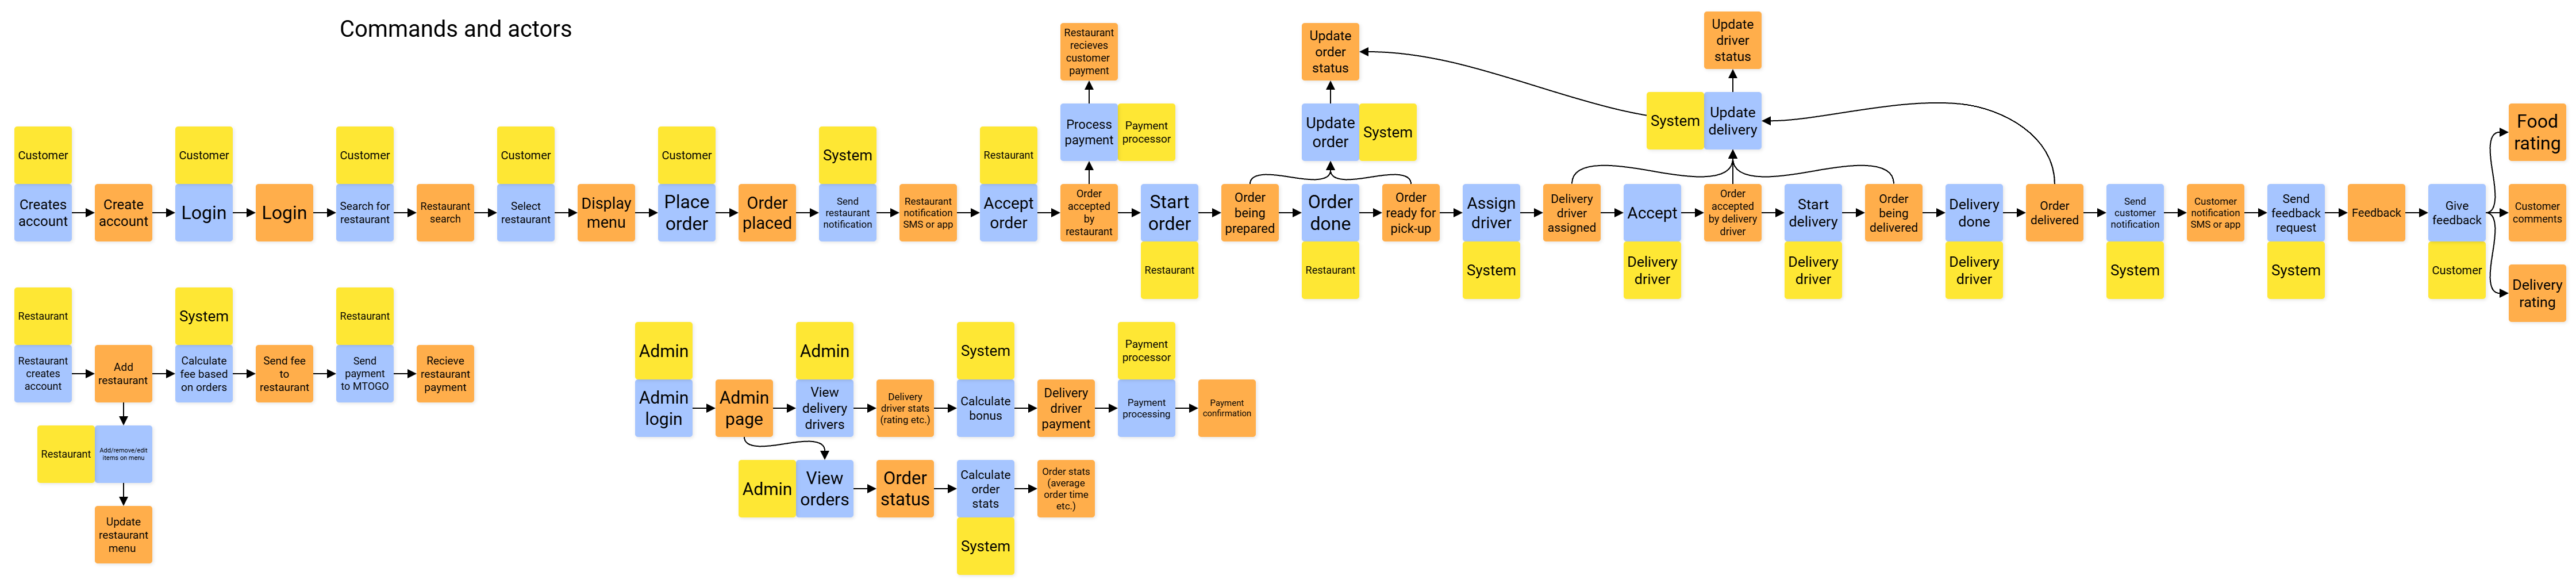 Commands and actors
Restaurant
recieves
customer
payment
Update
order
status
Update
driver
status
Process
payment
Payment
processor
Update
order
System
System
Update
delivery
Food
rating
Customer
Customer
Customer
Customer
Customer
System
Restaurant
Creates
account
Create
account
Login
Login
Search for
restaurant
Restaurant
search
Select
restaurant
Display
menu
Place
order
Order
placed
Send
restaurant
notification
Restaurant
notification
SMS or app
Accept
order
Order
accepted
by
restaurant
Start
order
Order
being
prepared
Order
done
Order
ready for
pick-up
Assign
driver
Delivery
driver
assigned
Accept
Order
accepted
by delivery
driver
Start
delivery
Order
being
delivered
Delivery
done
Order
delivered
Send
customer
notification
Customer
notification
SMS or app
Send
feedback
request
Feedback
Give
feedback
Customer
comments
Restaurant
Restaurant
System
Delivery
driver
Delivery
driver
Delivery
driver
System
System
Customer
Delivery
rating
Restaurant
System
Restaurant
Restaurant
creates
account
Add
restaurant
Calculate
fee based
on orders
Send fee
to
restaurant
Send
payment
to MTOGO
Recieve
restaurant
payment
Restaurant
Add/remove/edit
items on menu
Update
restaurant
menu
Admin
Admin
System
Payment
processor
Admin
login
Admin
page
View
delivery
drivers
Delivery
driver stats
(rating etc.)
Calculate
bonus
Delivery
driver
payment
Payment
processing
Payment
confirmation
Admin
View
orders
Order
status
Calculate
order
stats
Order stats
(average
order time
etc.)
System